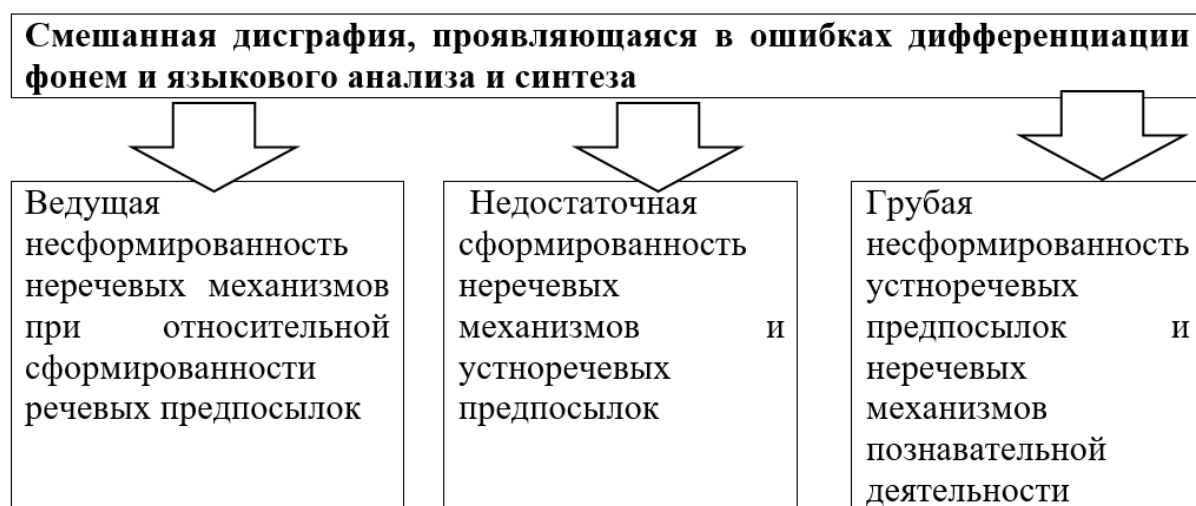 Смешанная дисграфия, проявляющаяся в ошибках дифференциации
фонем и языкового анализа и синтеза
Ведущая
несформированность
неречевых механизмов
при относительной
сформированности
речевых предпосылок
Недостаточная
сформированность
неречевых
механизмов и
устноречевых
предпосылок
Грубая
несформированность
устноречевых
предпосылок и
неречевых
механизмов
познавательной
деятельности